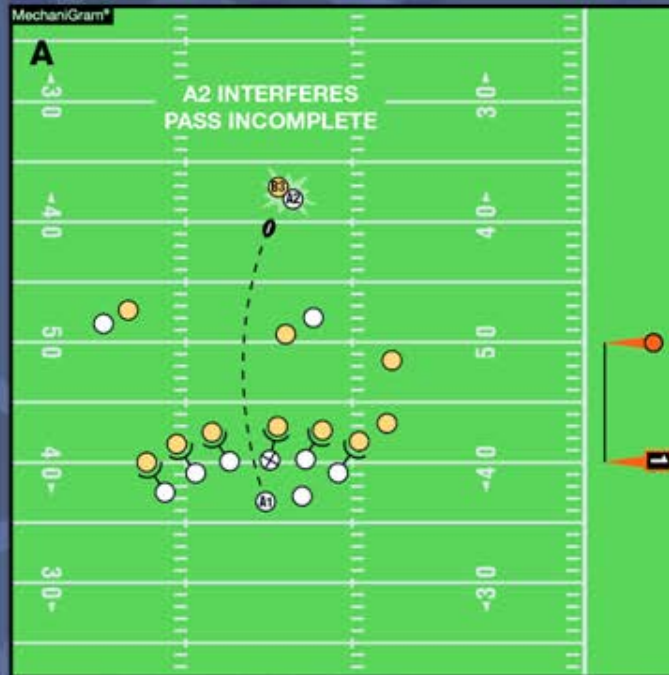 MechaniGram®
A
30 30
A2 INTERFERES
PASS INCOMPLETE
B3
A2
40 40
50 50
40 40
1
A1
30 30